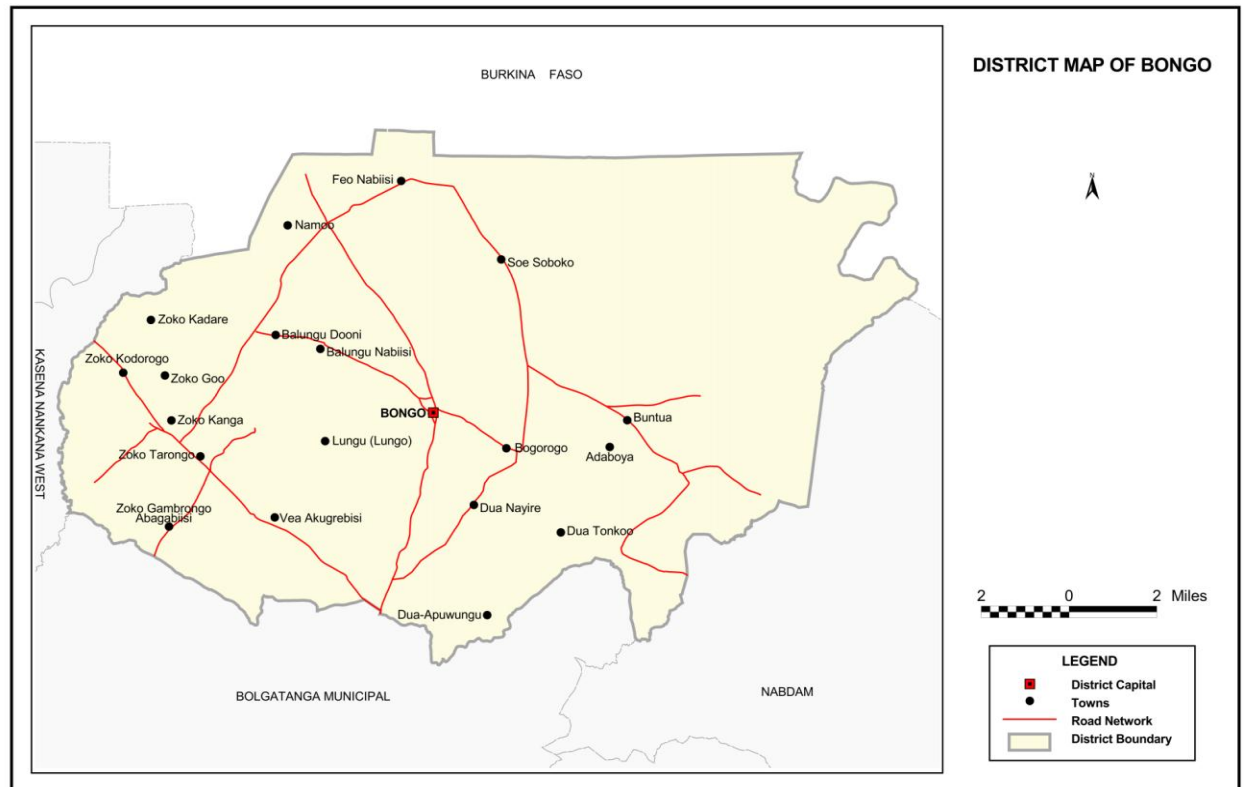 DISTRICT MAP OF BONGO
BURKINA FASO
N
Feo Nabiisi
Namoo
Soe Soboko
Zoko Kadare
Balungu Dooni
Balungu Nabiisi
Zoko Kodorogo
Zoko Goo
KASENA NANKANA WEST
BONGO
Zoko Kanga
Buntua
Lungu (Lungo)
Bogorogo
Adaboya
Zoko Tarongo
Zoko Gambrongo
Abagabiisi
Vea Akugrebisi
Dua Nayire
Dua Tonkoo
Dua-Apuwungu
BOLGATANGA MUNICIPAL
NABDAM
2 0 2 Miles
LEGEND
District Capital
Towns
Road Network
District Boundary